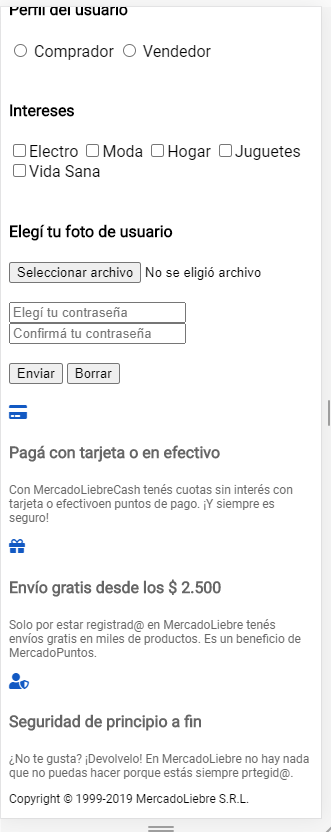 Perfil del usuario
Comprador Vendedor
Intereses
Electro Moda Hogar Juguetes
Vida Sana
Elegí tu foto de usuario
Seleccionar archivo No se eligió archivo
Elegí tu contraseña
Confirmá tu contraseña
Enviar Borrar
Pagá con tarjeta o en efectivo
Con MercadoLiebreCash tenés cuotas sin interés con
tarjeta o efectivoen puntos de pago. ¡Y siempre es
seguro!
Envío gratis desde los $ 2.500
Solo por estar registrad@ en MercadoLiebre tenés
envíos gratis en miles de productos. Es un beneficio de
MercadoPuntos.
Seguridad de principio a fin
¿No te gusta? ¡Devolvelo! En MercadoLiebre no hay nada
que no puedas hacer porque estás siempre prtegid@.
Copyright © 1999-2019 MercadoLiebre S.R.L.